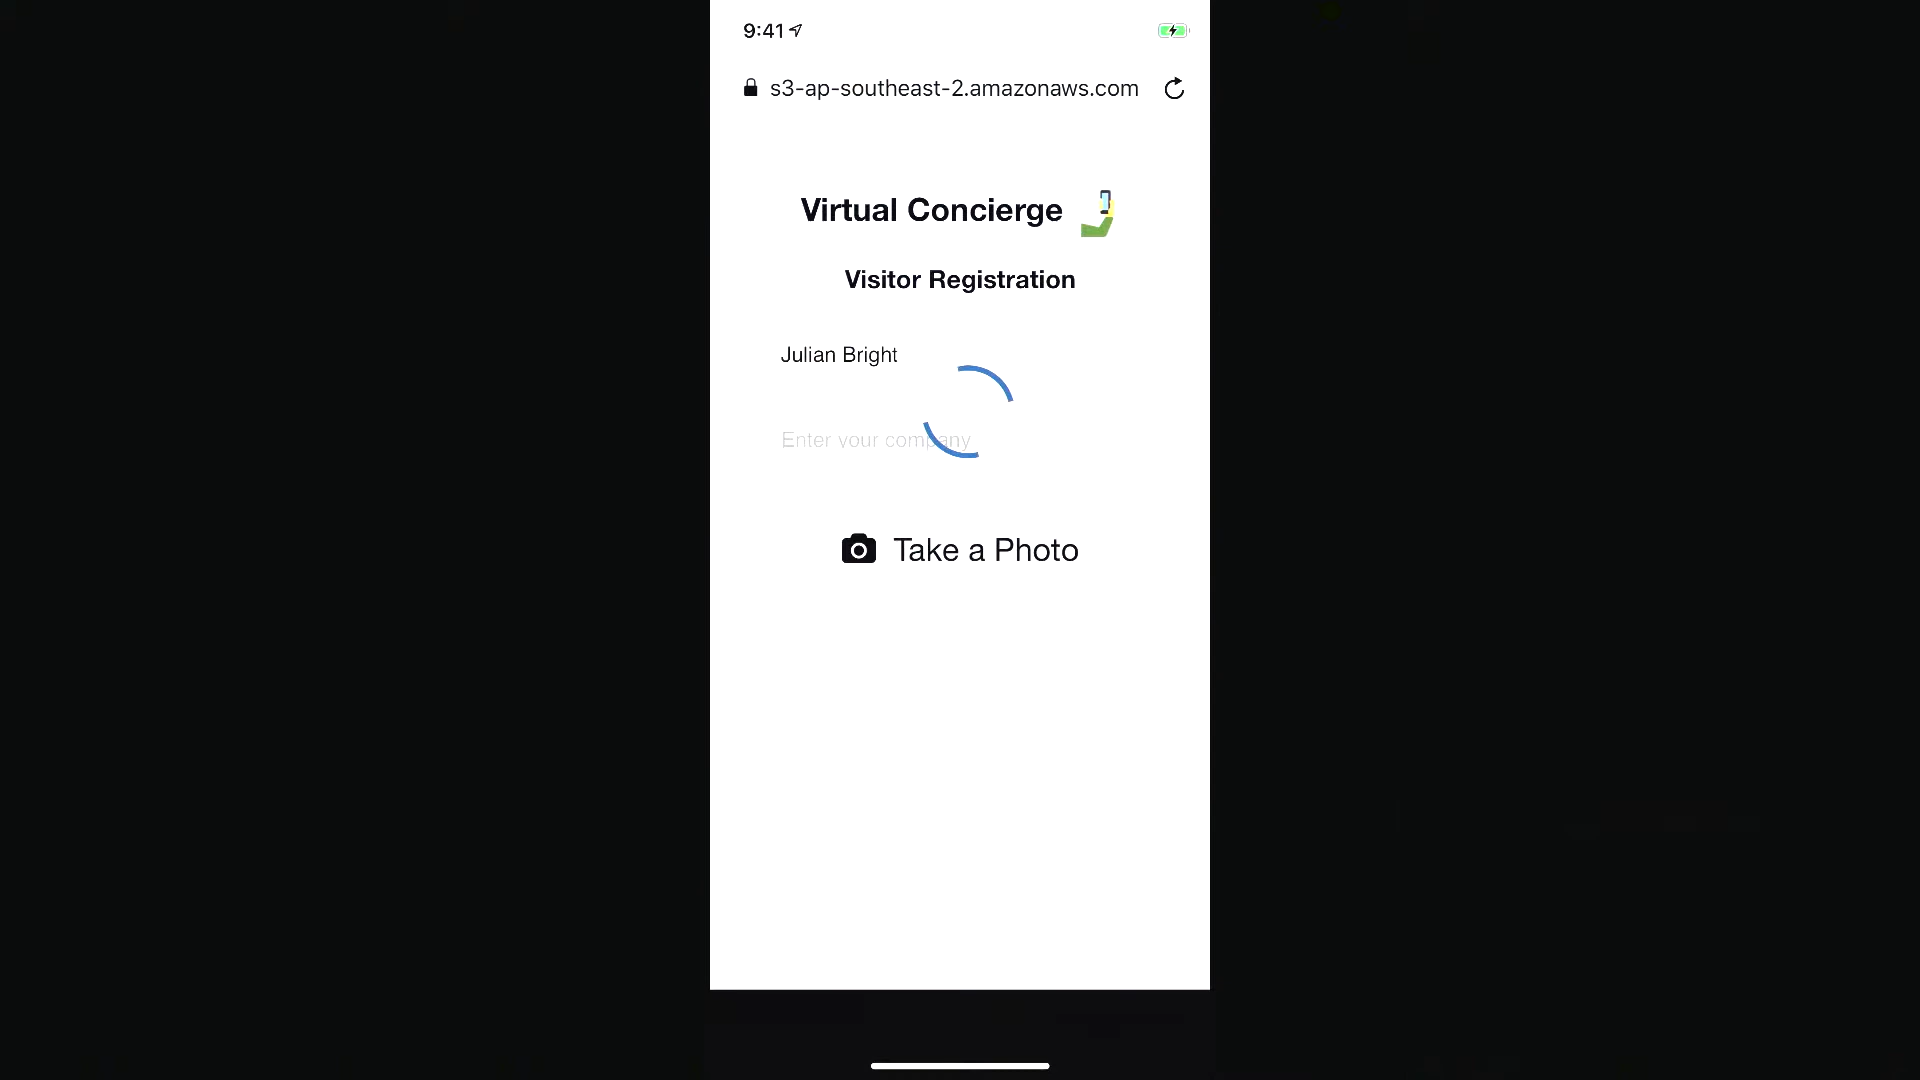 9:41
s3-ap-southeast-2.amazonaws.com
Virtual Concierge
Visitor Registration
Julian Bright
Enter your company
Take a Photo